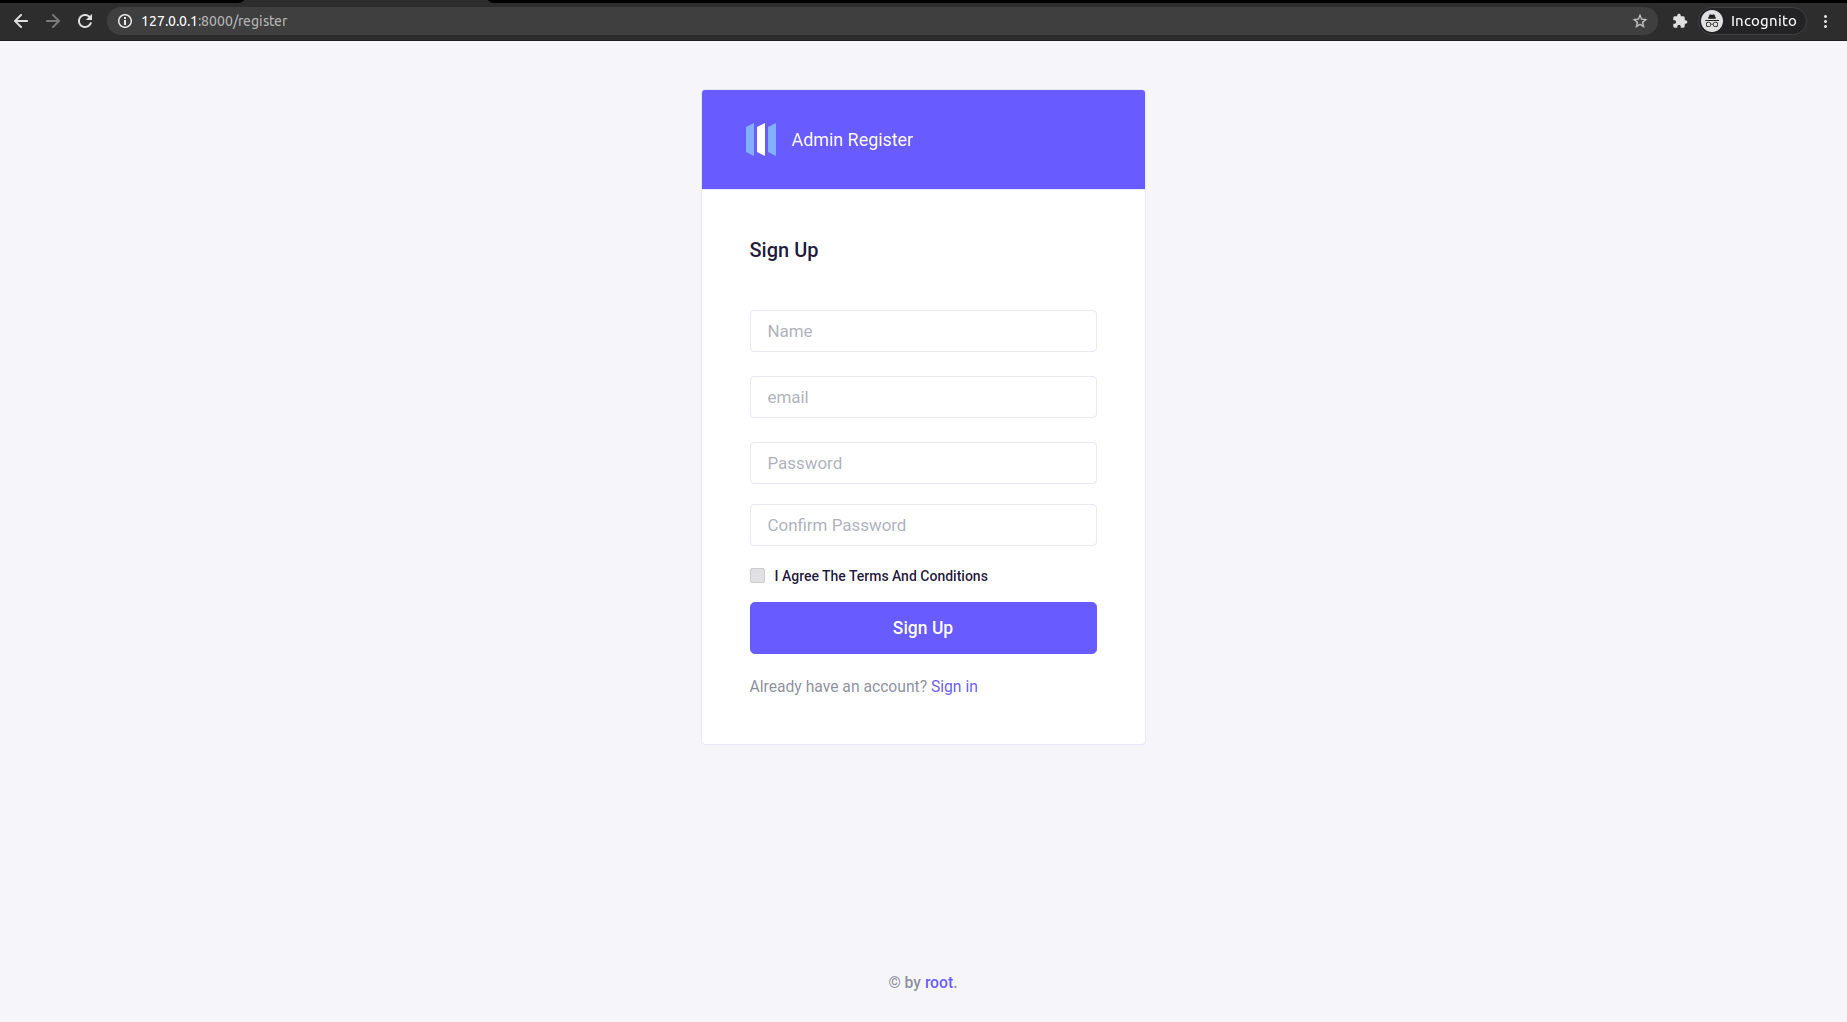 127.0.0.1:8000/register
Incognito
Admin Register
Sign Up
Name
email
Password
Confirm Password
I Agree The Terms And Conditions
Sign Up
Already have an account? Sign in
© by root.